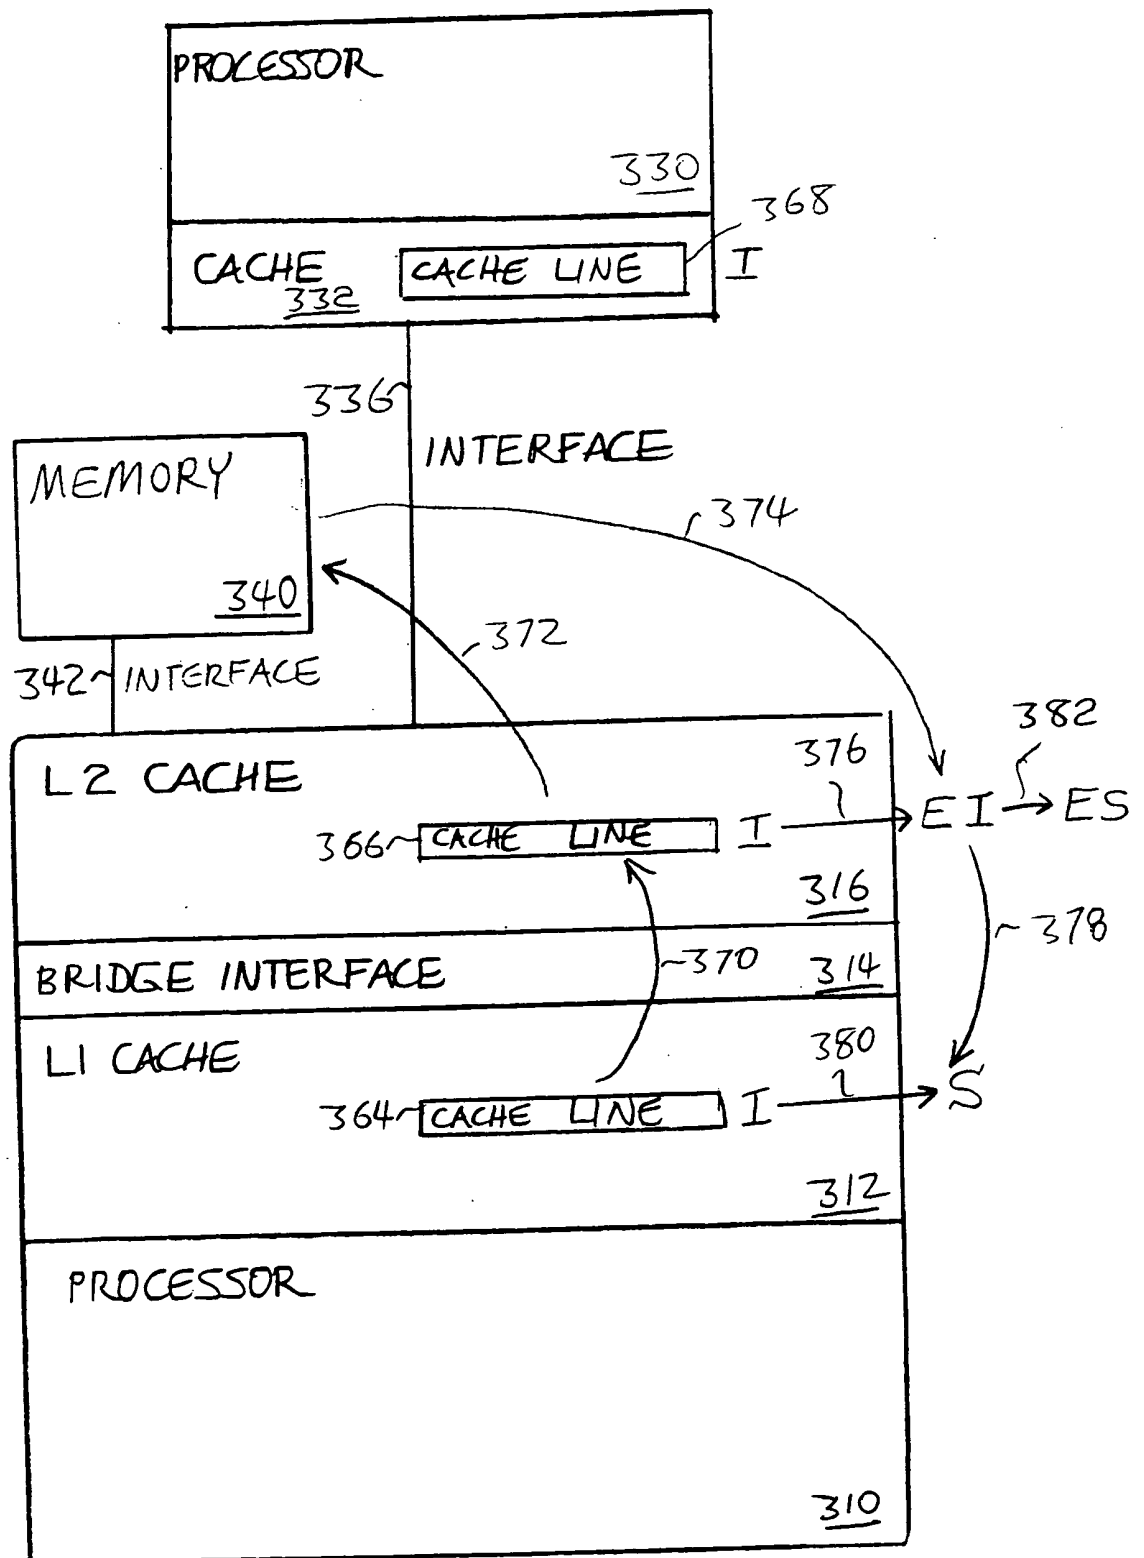 PROCESSOR
330
368
CACHE
332
CACHE LINE
I
336
INTERFACE
MEMORY
340
374
372
342
INTERFACE
382
L2 CACHE
376
366
CACHE LINE
I
EI
ES
316
378
BRIDGE INTERFACE
370
314
L1 CACHE
380
364
CACHE LINE
I
S
312
PROCESSOR
310